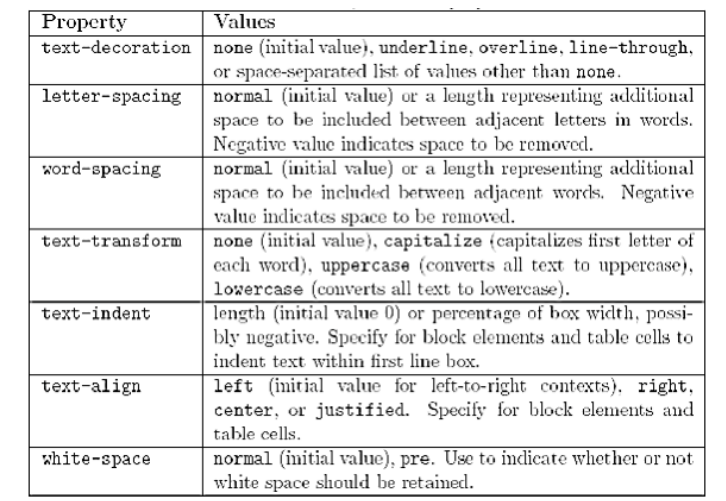 Property Values
text-decoration none (initial value), underline, overline, line-through,
or space-separated list of values other than none.
letter-spacing normal (initial value) or a length representing additional
space to be included between adjacent letters in words.
Negative value indicates space to be removed.
word-spacing normal (initial value) or a length representing additional
space to be included between adjacent words. Negative
value indicates space to be removed.
text-transform none (initial value), capitalize (capitalizes first letter of
each word), uppercase (converts all text to uppercase),
lowercase (converts all text to lowercase).
text-indent length (initial value 0) or percentage of box width, possi-
bly negative. Specify for block elements and table cells to
indent text within first line box.
text-align left (initial value for left-to-right contexts), right,
center, or justified. Specify for block elements and
table cells.
white-space normal (initial value), pre. Use to indicate whether or not
white space should be retained.